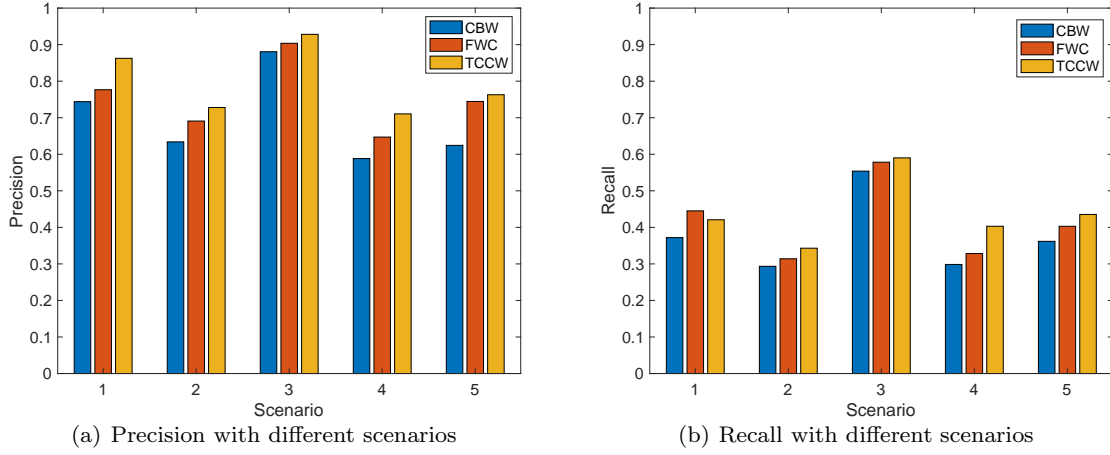 1
0.9
0.8
0.7
0.6
0.5
0.4
0.3
0.2
0.1
0
Precision
CBW
FWC
TCCW
1 2 3 4 5
Scenario
(a) Precision with different scenarios
1
0.9
0.8
0.7
0.6
0.5
0.4
0.3
0.2
0.1
0
Recall
CBW
FWC
TCCW
1 2 3 4 5
Scenario
(b) Recall with different scenarios